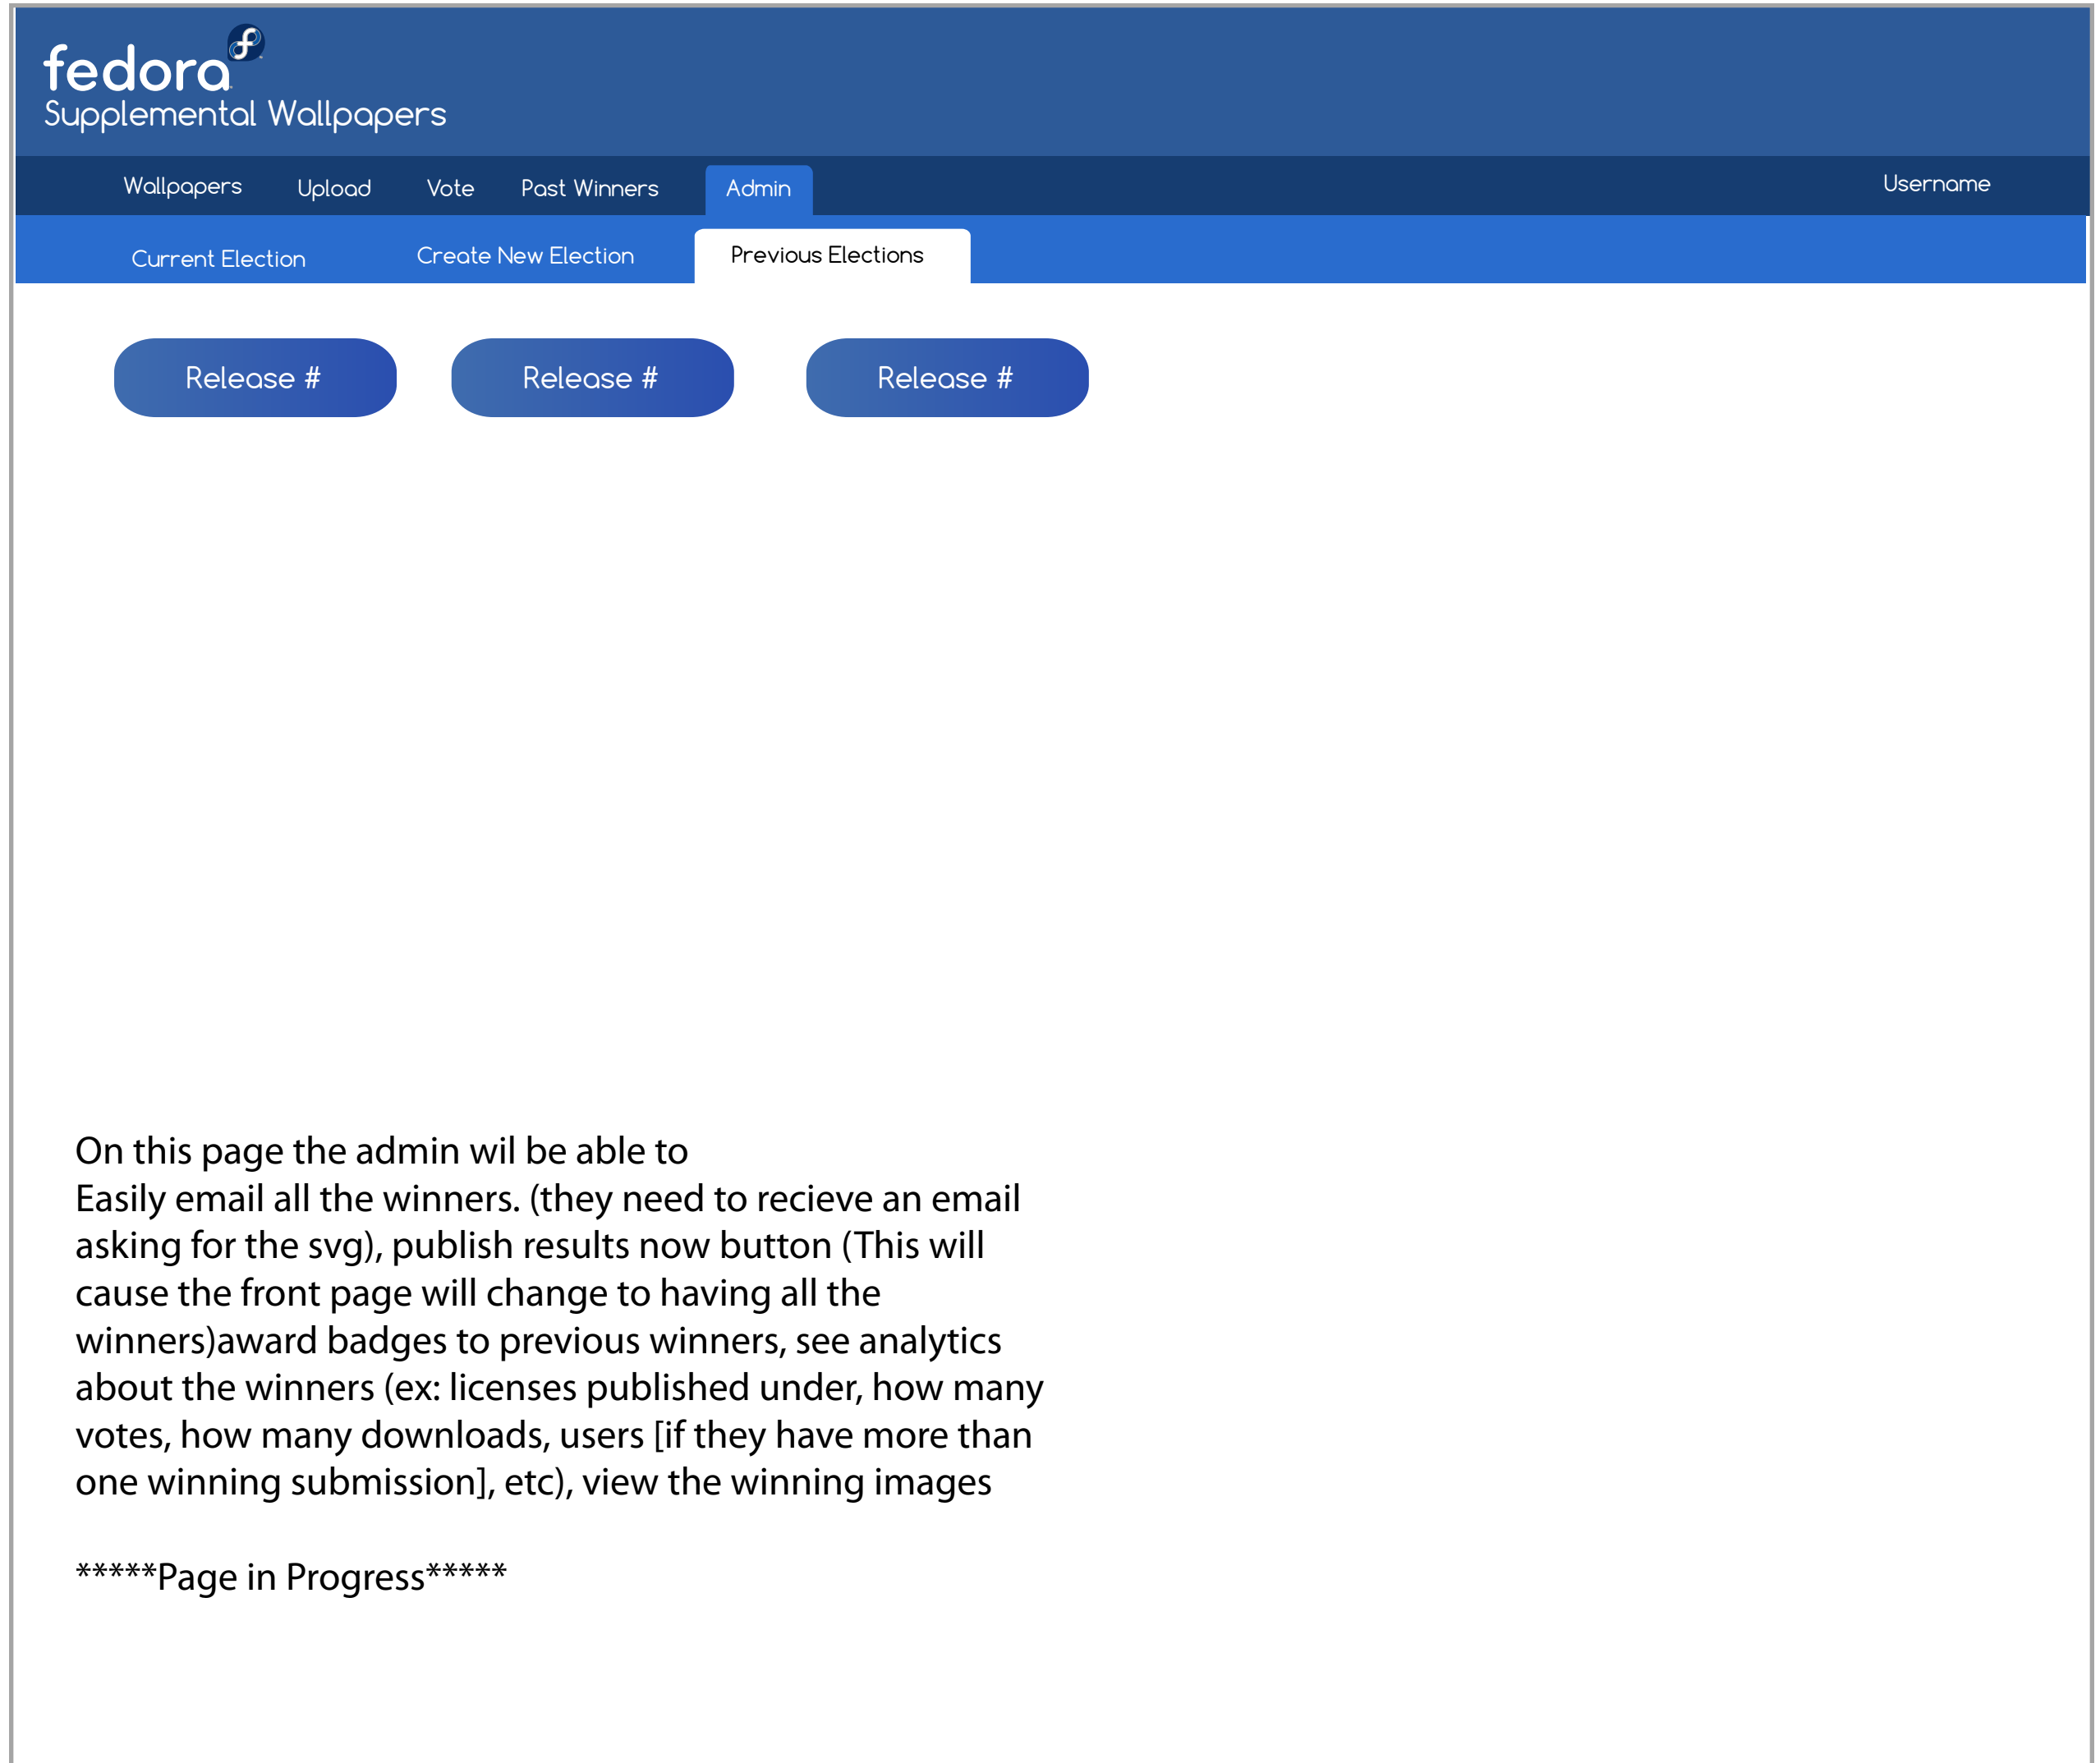 fedora
Supplemental Wallpapers
Wallpapers Upload Vote Past Winners Admin Username
Current Election Create New Election Previous Elections
Release # Release # Release #
On this page the admin wil be able to
Easily email all the winners. (they need to recieve an email
asking for the svg), publish results now button (This will
cause the front page will change to having all the
winners)award badges to previous winners, see analytics
about the winners (ex: licenses published under, how many
votes, how many downloads, users [if they have more than
one winning submission], etc), view the winning images
*****Page in Progress*****